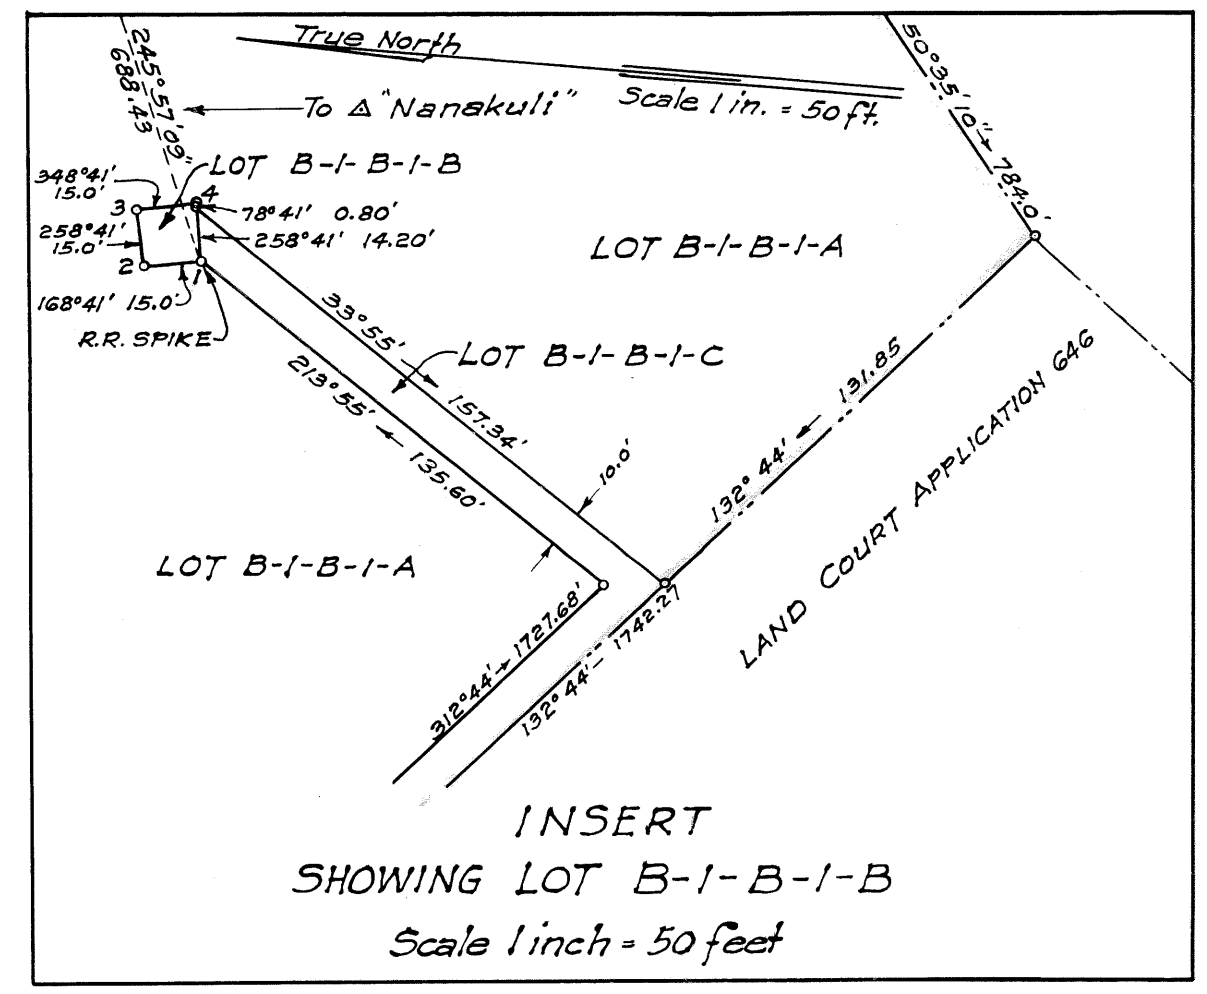 True North
Scale 1 in. = 50 ft.
245°57'09"
688.43
To △ "Nanakuli"
50°35'10" 784.0'
LOT B-1-B-1-B
348°41'
15.0'
3
4
78°41' 0.80'
258°41'
15.0'
258°41' 14.20'
2
1
168°41' 15.0'
R.R. SPIKE
LOT B-1-B-1-A
33°55' 157.34'
LOT B-1-B-1-C
213°55' 135.60'
10.0'
132°44' 131.85
LAND COURT APPLICATION 646
LOT B-1-B-1-A
312°44' 1727.68'
132°44' 1742.27
INSERT
SHOWING LOT B-1-B-1-B
Scale 1 inch = 50 feet